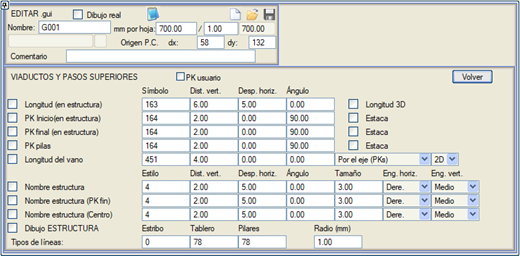 EDITAR .gui Dibujo real
Nombre: G001 mm por hoja: 700.00 / 1.00 700.00
Origen P.C. dx: 58 dy: 132
Comentario
VIADUCTOS Y PASOS SUPERIORES PK usuario Volver
Símbolo Dist. vert. Desp. horiz. Ángulo
Longitud (en estructura) 163 6.00 5.00 0.00 Longitud 3D
PK Inicio(en estructura) 164 2.00 0.00 90.00 Estaca
PK final (en estructura) 164 2.00 0.00 90.00 Estaca
PK pilas 164 2.00 0.00 90.00 Estaca
Longitud del vano 451 4.00 0.00 0.00 Por el eje (PKs) 2D
Estilo Dist. vert. Desp. horiz. Ángulo Tamaño Eng. horiz. Eng. vert.
Nombre estructura 4 2.00 5.00 0.00 3.00 Dere. Medio
Nombre estructura (PK fin) 4 2.00 5.00 0.00 3.00 Dere. Medio
Nombre estructura (Centro) 4 2.00 5.00 0.00 3.00 Dere. Medio
Dibujo ESTRUCTURA Estribo Tablero Pilares Radio (mm)
Tipos de líneas: 0 78 78 1.00